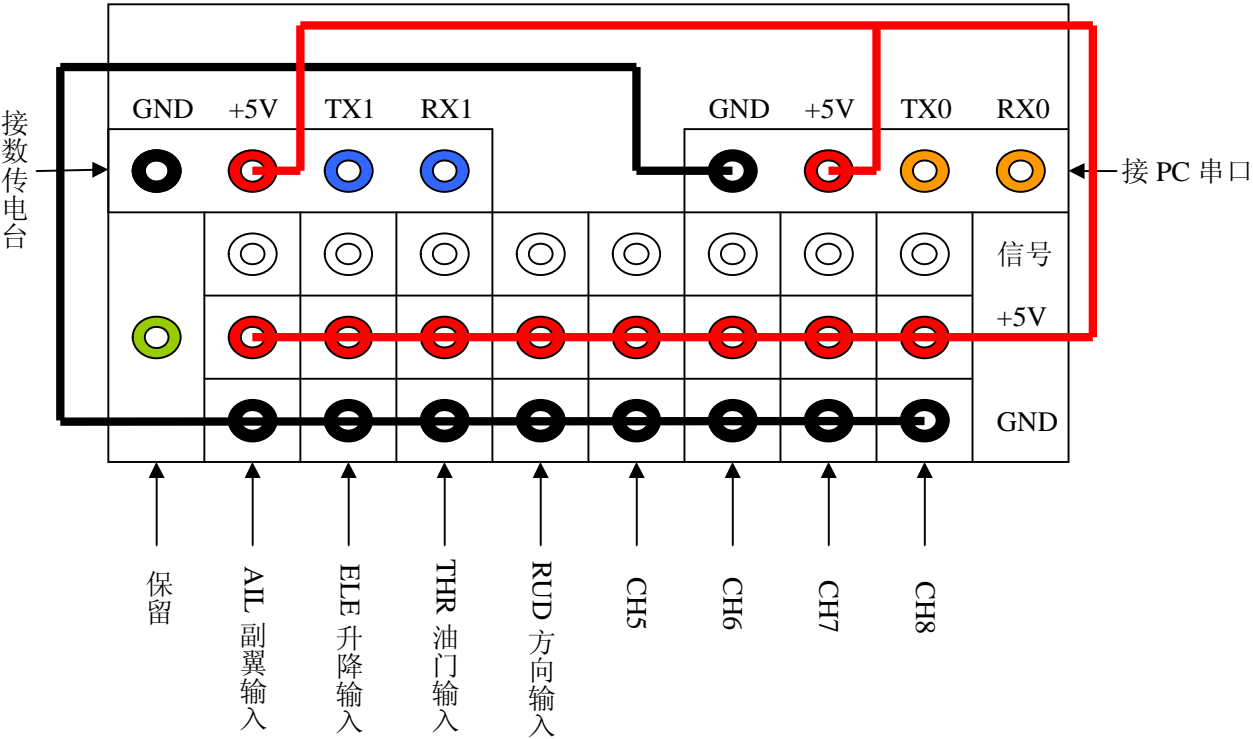 GND +5V TX1 RX1 GND +5V TX0 RX0
接数传电台
接 PC 串口
信号
+5V
GND
保留
AIL 副翼输入
ELE 升降输入
THR 油门输入
RUD 方向输入
CH5
CH6
CH7
CH8